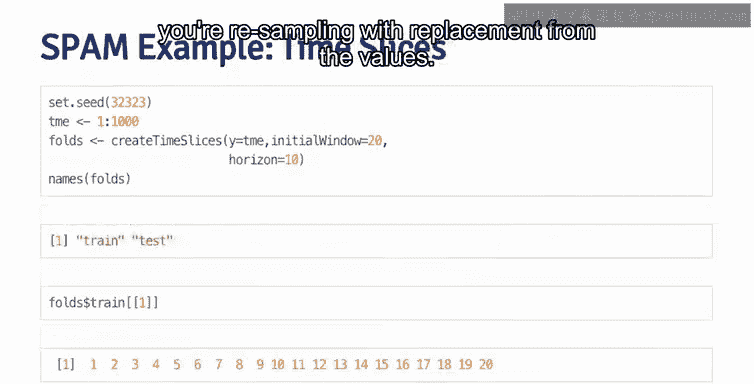 you're re-sampling with replacement from
the values.
SPAM Example: Time Slices
set.seed(32323)
tme <- 1:1000
folds <- createTimeSlices(y=tme,initialWindow=20,
horizon=10)
names(folds)
[1] "train" "test"
folds$train[[1]]
[1] 1 2 3 4 5 6 7 8 9 10 11 12 13 14 15 16 17 18 19 20